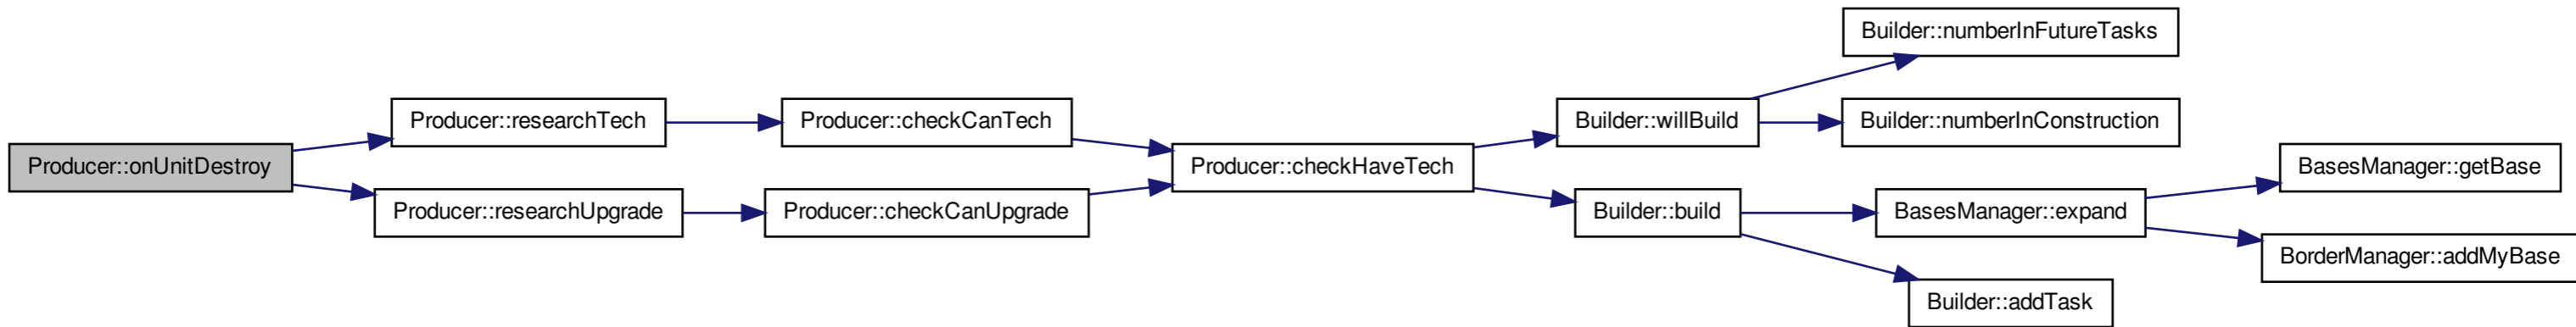 Producer::onUnitDestroy
Producer::researchTech
Producer::researchUpgrade
Producer::checkCanTech
Producer::checkCanUpgrade
Producer::checkHaveTech
Builder::willBuild
Builder::build
Builder::numberInFutureTasks
Builder::numberInConstruction
BasesManager::expand
Builder::addTask
BasesManager::getBase
BorderManager::addMyBase